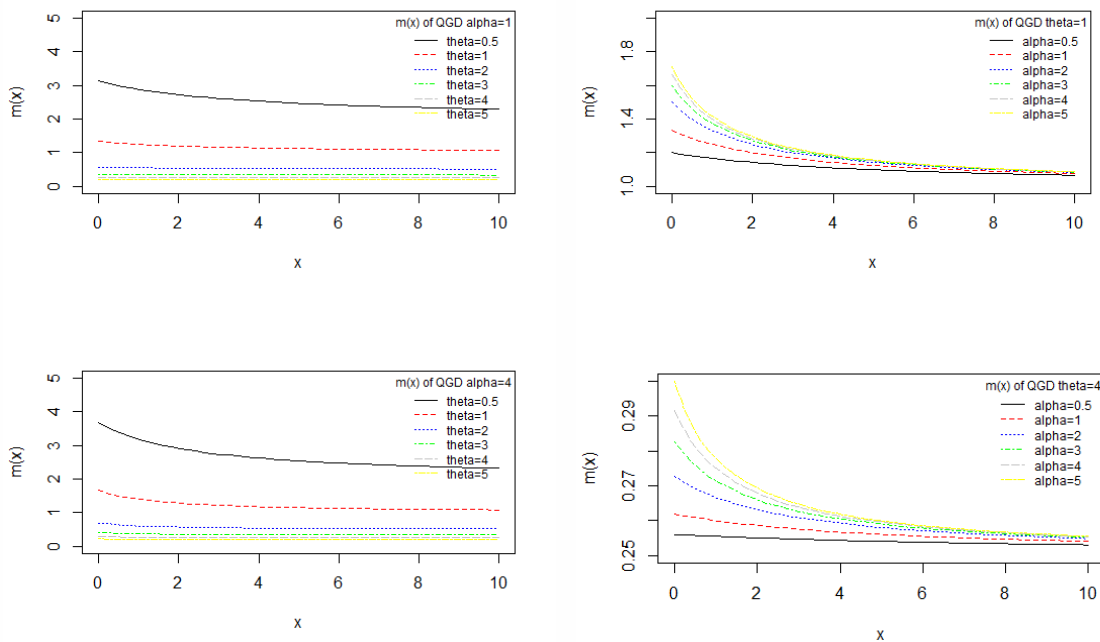 m(x) of QGD alpha=1
theta=0.5
theta=1
theta=2
theta=3
theta=4
theta=5
m(x)
5
4
3
2
1
0
0 2 4 6 8 10
x
m(x) of QGD theta=1
alpha=0.5
alpha=1
alpha=2
alpha=3
alpha=4
alpha=5
m(x)
1.8
1.4
1.0
0 2 4 6 8 10
x
m(x) of QGD alpha=4
theta=0.5
theta=1
theta=2
theta=3
theta=4
theta=5
m(x)
5
4
3
2
1
0
0 2 4 6 8 10
x
m(x) of QGD theta=4
alpha=0.5
alpha=1
alpha=2
alpha=3
alpha=4
alpha=5
m(x)
0.29
0.27
0.25
0 2 4 6 8 10
x